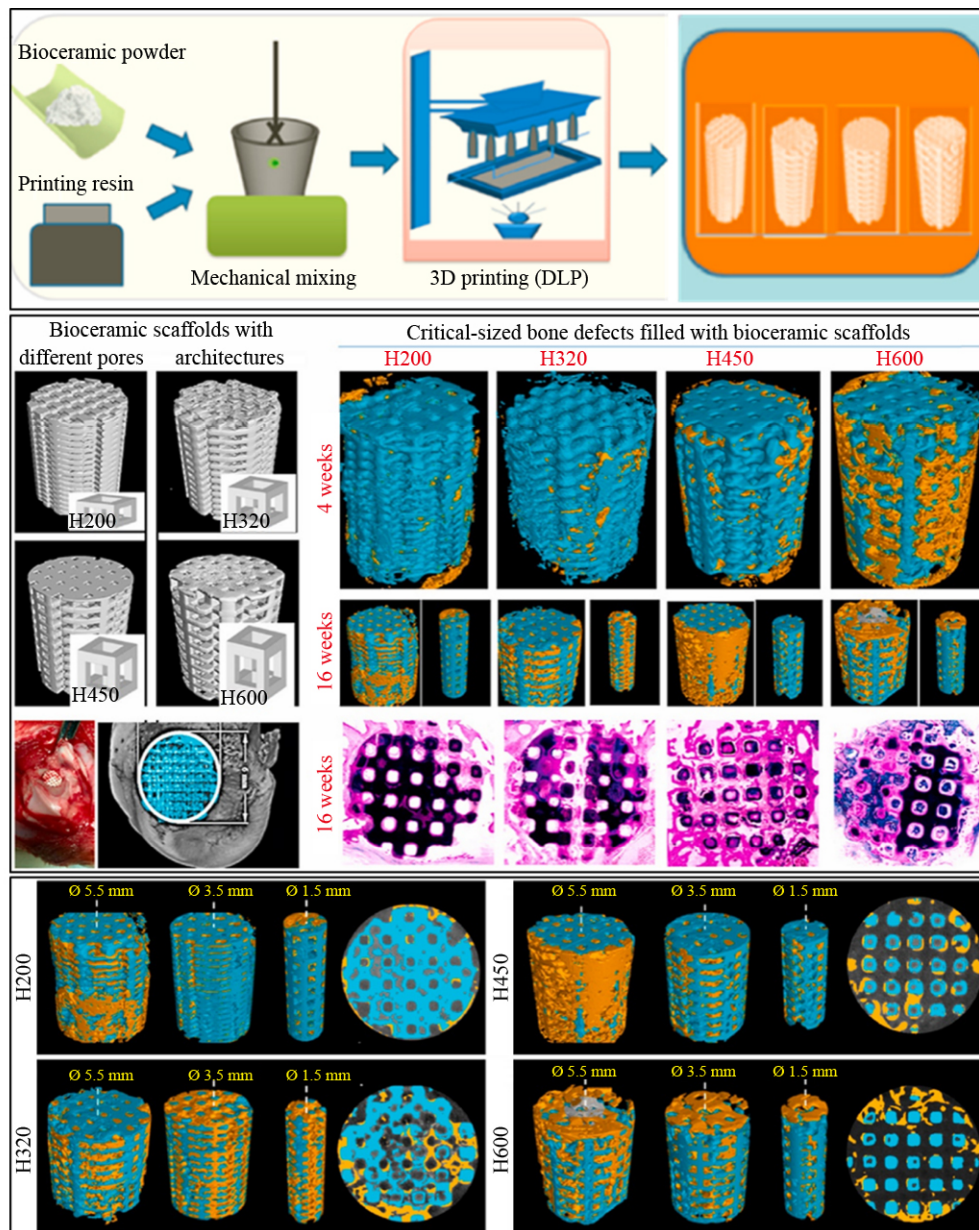 Bioceramic powder
Printing resin
Mechanical mixing
3D printing (DLP)
Bioceramic scaffolds with
different pores
architectures
H200
H320
H450
H600
Critical-sized bone defects filled with bioceramic scaffolds
H200
H320
H450
H600
4 weeks
16 weeks
16 weeks
H200
Ø 5.5 mm
Ø 3.5 mm
Ø 1.5 mm
H450
Ø 5.5 mm
Ø 3.5 mm
Ø 1.5 mm
H320
Ø 5.5 mm
Ø 3.5 mm
Ø 1.5 mm
H600
Ø 5.5 mm
Ø 3.5 mm
Ø 1.5 mm